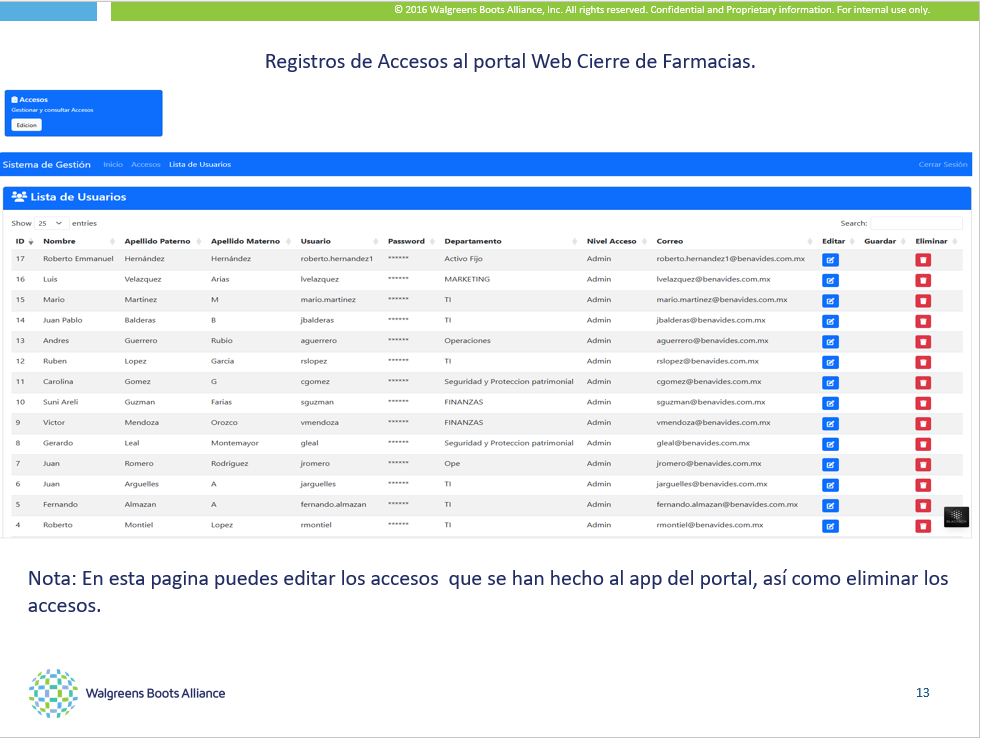 © 2016 Walgreens Boots Alliance, Inc. All rights reserved. Confidential and Proprietary information. For internal use only.
Registros de Accesos al portal Web Cierre de Farmacias.
Accesos
Gestionar y consultar Accesos
Edicion
Sistema de Gestión Inicio Accesos Lista de Usuarios Cerrar Sesión
Lista de Usuarios
Show 25 entries Search:
ID Nombre Apellido Paterno Apellido Materno Usuario Password Departamento Nivel Acceso Correo Editar Guardar Eliminar
17 Roberto Emmanuel Hernández Hernández roberto.hernandez1 ****** Activo Fijo Admin roberto.hernandez1@benavides.com.mx
16 Luis Velazquez Arias lvelazquez ****** MARKETING Admin lvelazquez@benavides.com.mx
15 Mario Martinez M mario.martinez ****** TI Admin mario.martinez@benavides.com.mx
14 Juan Pablo Balderas B jbalderas ****** TI Admin jbalderas@benavides.com.mx
13 Andres Guerrero Rubio aguerrero ****** Operaciones Admin aguerrero@benavides.com.mx
12 Ruben Lopez Garcia rslopez ****** TI Admin rslopez@benavides.com.mx
11 Carolina Gomez G cgomez ****** Seguridad y Proteccion patrimonial Admin cgomez@benavides.com.mx
10 Suni Areli Guzman Farias sguzman ****** FINANZAS Admin sguzman@benavides.com.mx
9 Victor Mendoza Orozco vmendoza ****** FINANZAS Admin vmendoza@benavides.com.mx
8 Gerardo Leal Montemayor gleal ****** Seguridad y Proteccion patrimonial Admin gleal@benavides.com.mx
7 Juan Romero Rodriguez jromero ****** Ope Admin jromero@benavides.com.mx
6 Juan Arguelles A jarguelles ****** TI Admin jarguelles@benavides.com.mx
5 Fernando Almazan A fernando.almazan ****** TI Admin fernando.almazan@benavides.com.mx
4 Roberto Montiel Lopez rmontiel ****** TI Admin rmontiel@benavides.com.mx
Nota: En esta pagina puedes editar los accesos que se han hecho al app del portal, así como eliminar los
accesos.
Walgreens Boots Alliance
13